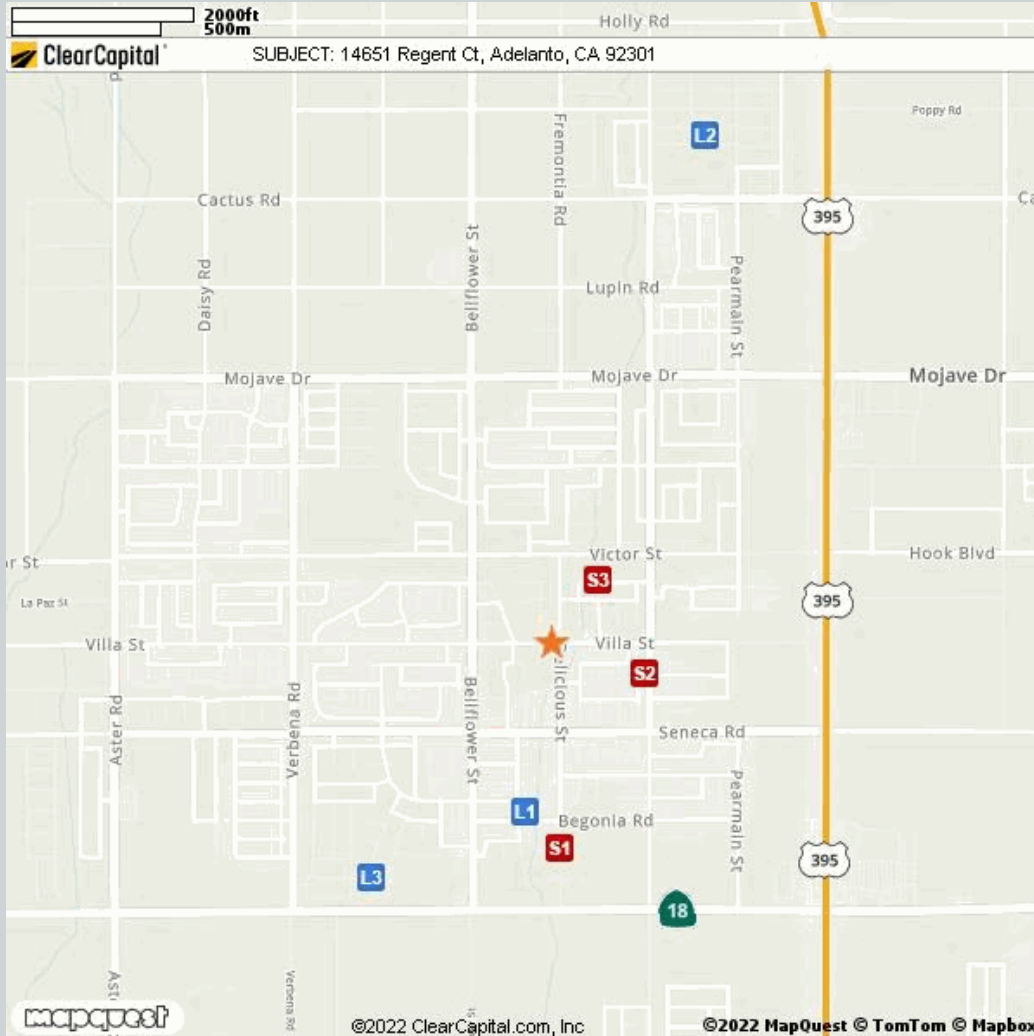 2000ft
500m
Holly Rd
ClearCapital
SUBJECT: 14651 Regent Ct, Adelanto, CA 92301
Poppy Rd
Fremontia Rd
L2
Cactus Rd
395
Bellflower St
Daisy Rd
Lupin Rd
Pearmain St
Mojave Dr
Mojave Dr
Mojave Dr
Victor St
Hook Blvd
St
S3
La Paz St
395
Villa St
Villa St
S2
Aster Rd
Verbena Rd
Bellflower St
Seneca Rd
L1
Begonia Rd
Pearmain St
S1
395
L3
18
Verbena Rd
mapquest
©2022 ClearCapital.com, Inc
©2022 MapQuest © TomTom © Mapbox